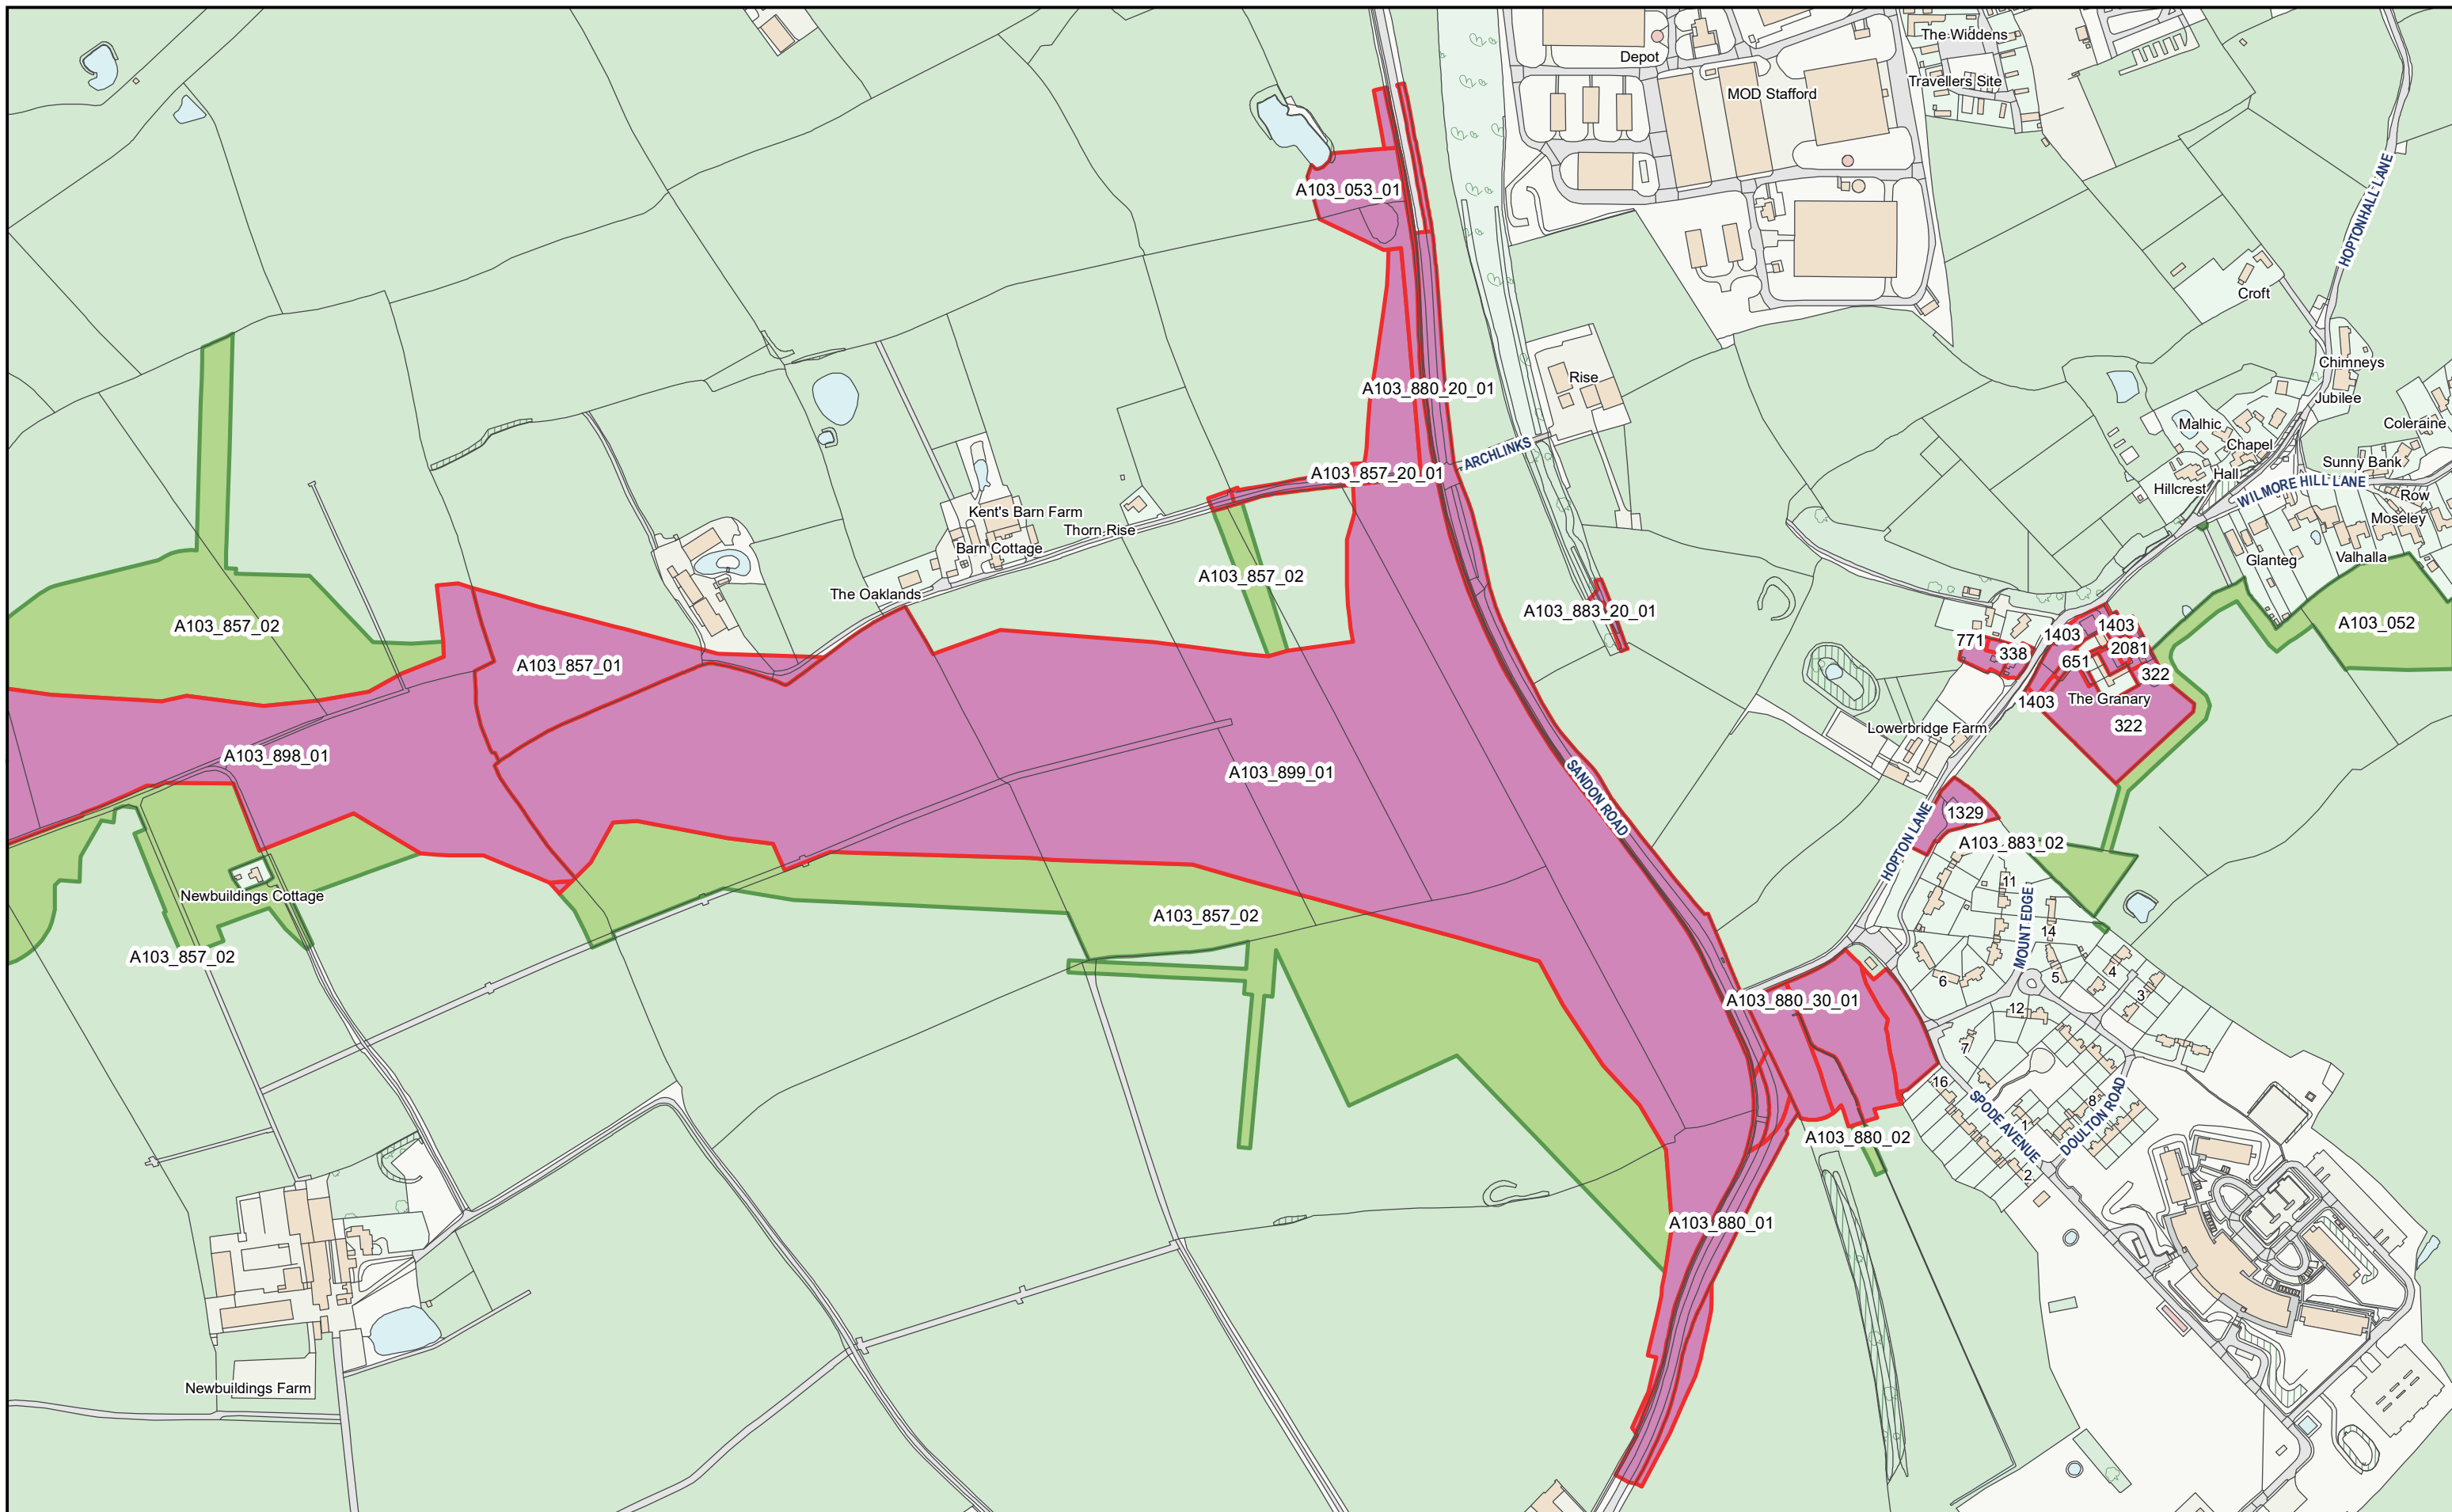 The Widdens
Depot
Travellers Site
MOD Stafford
HOPTONHALL LANE
A103_053_01
Croft
Chimneys
Rise
A103_880_20_01
Jubilee
Malhic
Coleraine
Chapel
ARCHLINKS
Sunny Bank
Hall
A103_857_20_01
WILMORE HILL LANE
Hillcrest
Row
Kent's Barn Farm
Moseley
Thorn Rise
Barn Cottage
Valhalla
Glanteg
A103_857_02
The Oaklands
A103_883_20_01
A103_857_02
1403
A103_052
1403
771
2081
338
651
A103_857_01
322
The Granary
1403
322
Lowerbridge Farm
A103_898_01
A103_899_01
SANDON ROAD
1329
HOPTON LANE
A103_883_02
11
Newbuildings Cottage
A103_857_02
MOUNT EDGE
14
A103_857_02
4
5
6
3
A103_880_30_01
12
7
16
8
SPODE AVENUE
1
DOULTON ROAD
A103_880_02
2
A103_880_01
Newbuildings Farm